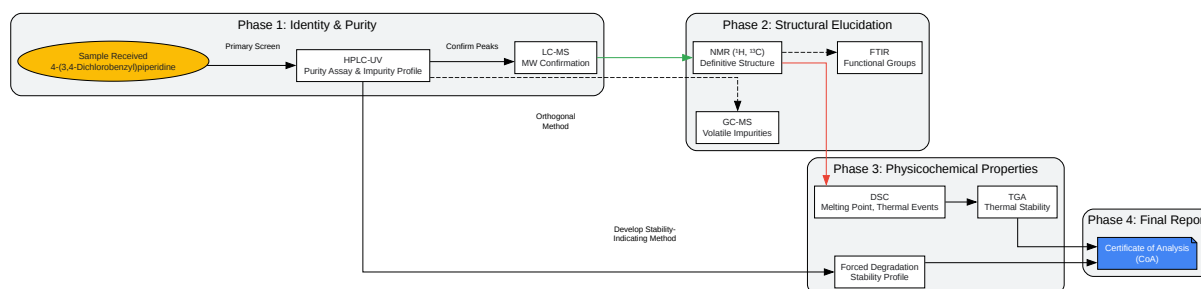 Phase 1: Identity & Purity
Sample Received
4-(3,4-Dichlorobenzyl)piperidine
Primary Screen
HPLC-UV
Purity Assay & Impurity Profile
Confirm Peaks
LC-MS
MW Confirmation
Orthogonal
Method
Phase 2: Structural Elucidation
NMR (¹H, ¹³C)
Definitive Structure
FTIR
Functional Groups
GC-MS
Volatile Impurities
Phase 3: Physicochemical Properties
DSC
Melting Point, Thermal Events
TGA
Thermal Stability
Develop Stability-
Indicating Method
Forced Degradation
Stability Profile
Phase 4: Final Repor
Certificate of Analysis
(CoA)